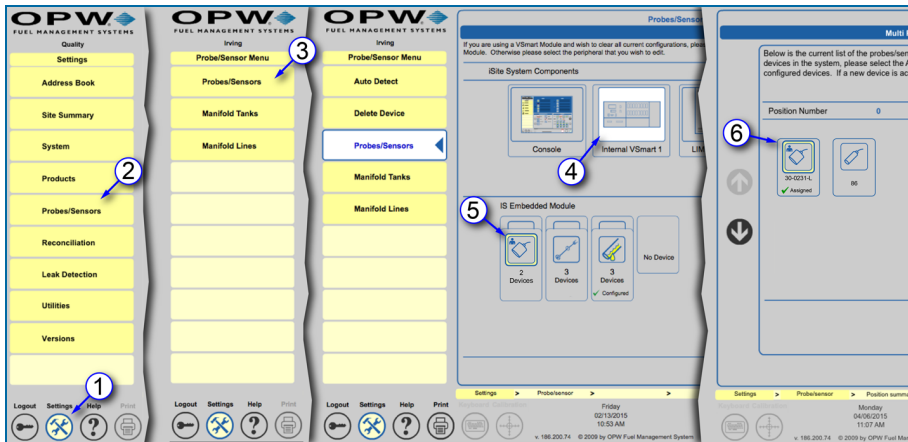 OPW
FUEL MANAGEMENT SYSTEMS
Quality
Settings
Address Book
Site Summary
System
Products
2
Probes/Sensors
Reconciliation
Leak Detection
Utilities
Versions
1
Logout Settings Help Print
OPW
FUEL MANAGEMENT SYSTEMS
Irving
3
Probe/Sensor Menu
Probes/Sensors
Manifold Tanks
Manifold Lines
Logout Settings Help Print
OPW
FUEL MANAGEMENT SYSTEMS
Irving
Probe/Sensor Menu
Auto Detect
Delete Device
Probes/Sensors
Manifold Tanks
Manifold Lines
Logout Settings Help Print
Probes/Sensor
If you are using a VSmart Module and wish to clear all current configurations, plea
Module. Otherwise please select the peripheral that you wish to edit.
iSite System Components
Console
Internal VSmart 1
LIM
4
IS Embedded Module
5
2
Devices
3
Devices
3
Devices
Configured
No Device
Settings > Probe/sensor >
Friday
02/13/2015
10:53 AM
v. 186.200.74 © 2009 by OPW Fuel Management System
Multi
Below is the current list of the probes/sen
devices in the system, please select the A
configured devices. If a new device is ac
Position Number 0
6
30-0231-L
Assigned
86
Settings > Probe/sensor > Position summa
Monday
04/06/2015
11:07 AM
v. 186.200.74 © 2009 by OPW Fuel Ma